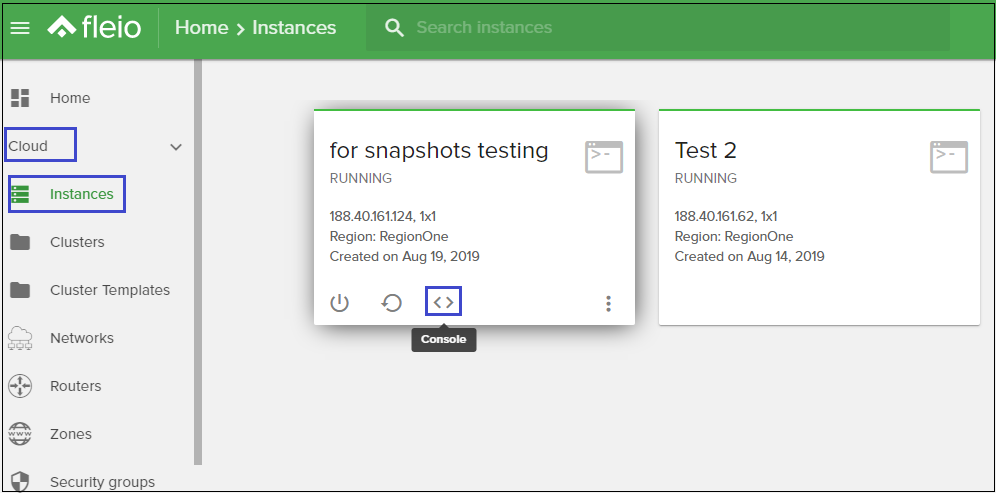 fleio
Home > Instances
Search instances
Home
Cloud
Instances
Clusters
Cluster Templates
Networks
Routers
www
Zones
Security groups
for snapshots testing
RUNNING
188.40.161.124, 1x1
Region: RegionOne
Created on Aug 19, 2019
Console
Test 2
RUNNING
188.40.161.62, 1x1
Region: RegionOne
Created on Aug 14, 2019